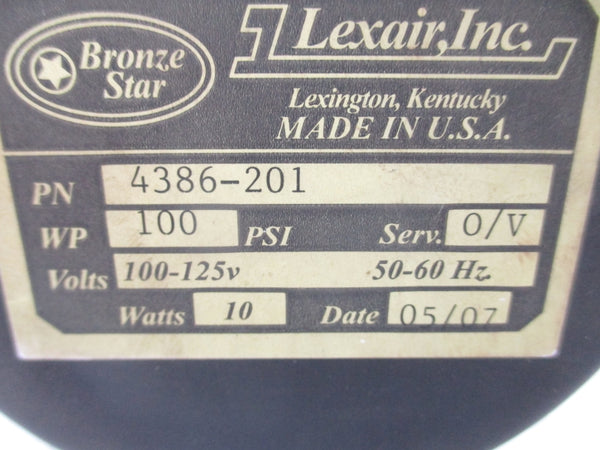 Bronze Star
Lexair, Inc.
Lexington, Kentucky
MADE IN U.S.A.
PN 4386-201
WP 100 PSI Serv. O/V
Volts 100-125v 50-60 Hz.
Watts 10 Date 05/07